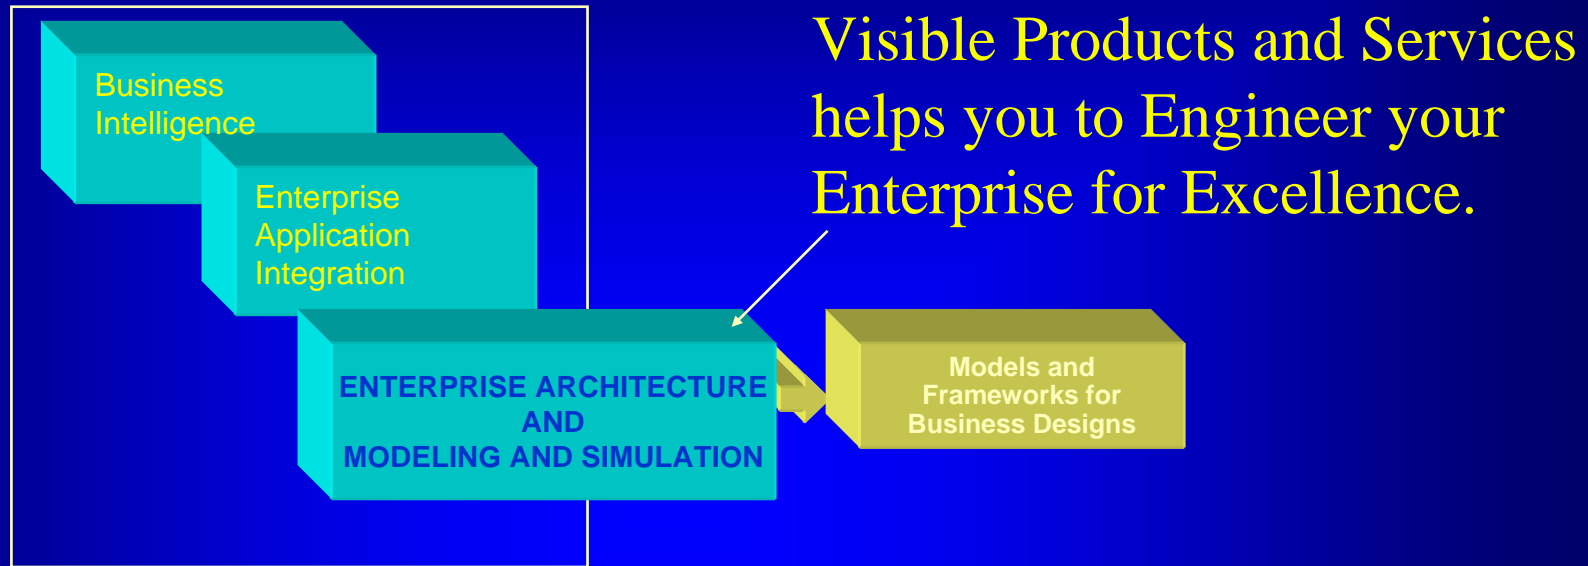 Visible Products and Services
helps you to Engineer your
Enterprise for Excellence.
Business
Intelligence
Enterprise
Application
Integration
ENTERPRISE ARCHITECTURE
AND
MODELING AND SIMULATION
Models and
Frameworks for
Business Designs